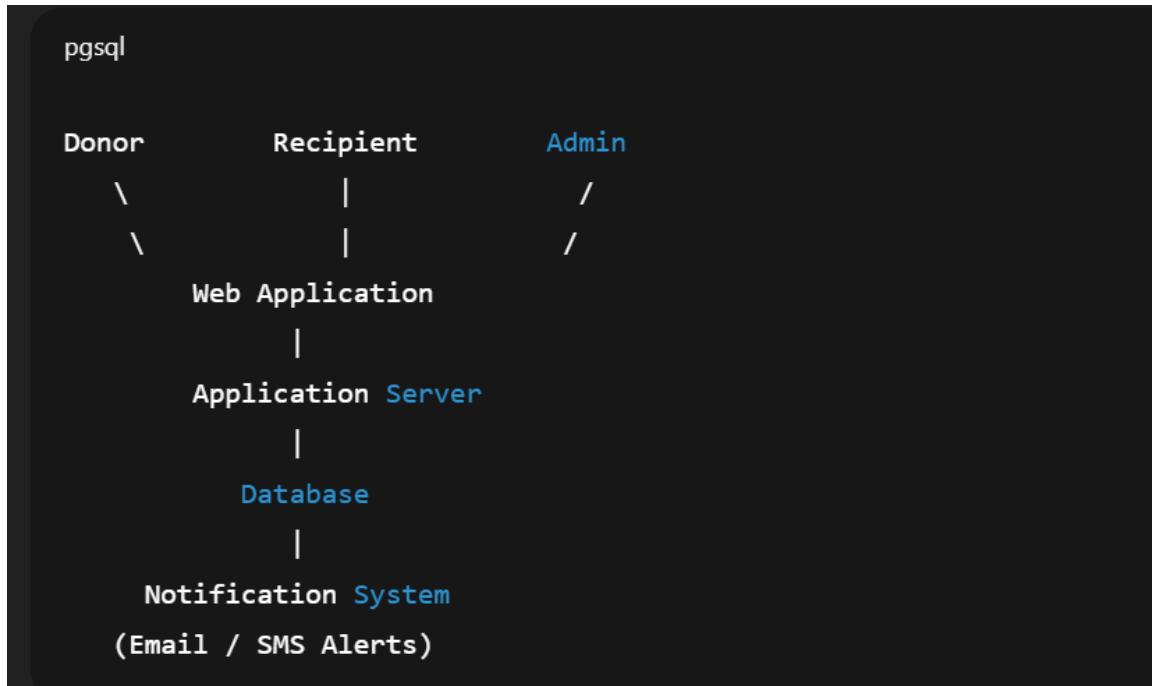 pgsql
Donor        Recipient        Admin
   \             |              /
    \            |             /
        Web Application
              |
        Application Server
              |
           Database
              |
     Notification System
   (Email / SMS Alerts)